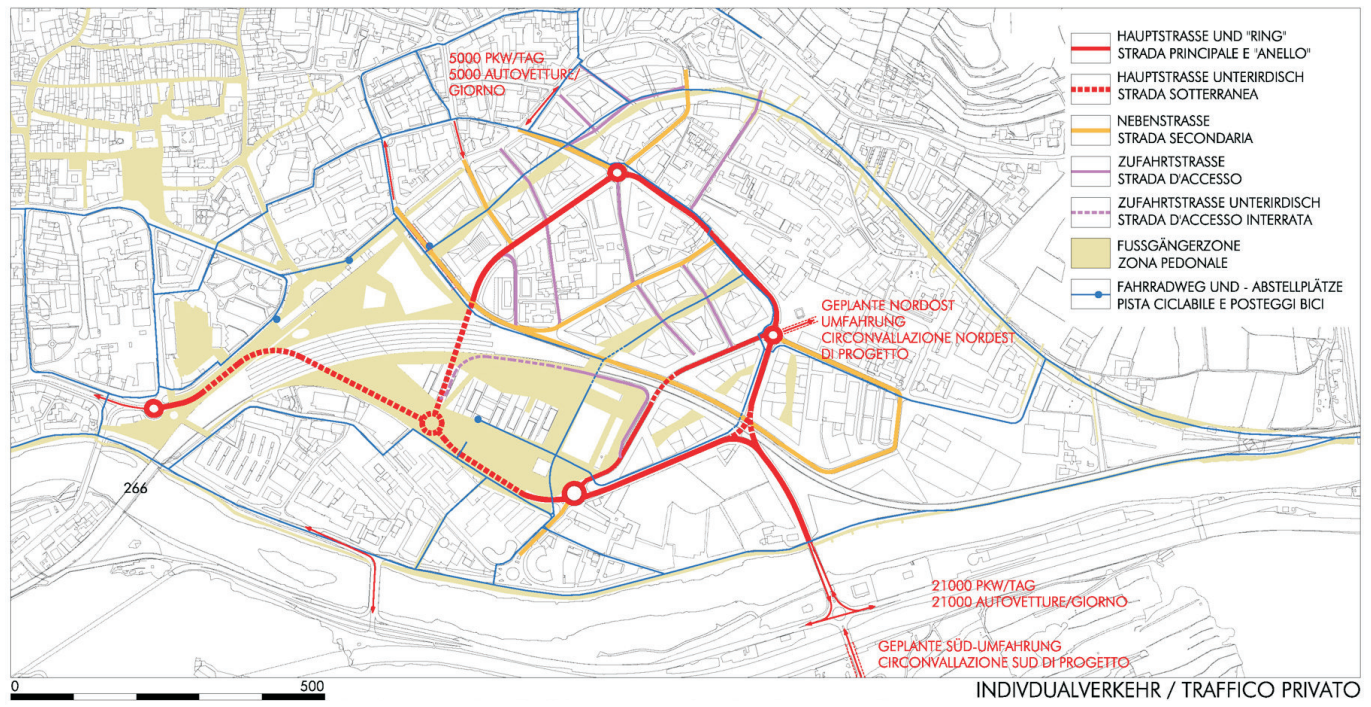 5000 PKW/TAG
5000 AUTOVETTURE/
GIORNO
HAUPTSTRASSE UND "RING"
STRADA PRINCIPALE E "ANELLO"
HAUPTSTRASSE UNTERIRDISCH
STRADA SOTTERRANEA
NEBENSTRASSE
STRADA SECONDARIA
ZUFAHRTSTRASSE
STRADA D'ACCESSO
ZUFAHRTSTRASSE UNTERIRDISCH
STRADA D'ACCESSO INTERRATA
FUSSGÄNGERZONE
ZONA PEDONALE
FAHRRADWEG UND - ABSTELLPLÄTZE
PISTA CICLABILE E POSTEGGI BICI
GEPLANTE NORDOST
UMFAHRUNG
CIRCONVALLAZIONE NORDEST
DI PROGETTO
266
21000 PKW/TAG
21000 AUTOVETTURE/GIORNO
GEPLANTE SÜD-UMFAHRUNG
CIRCONVALLAZIONE SUD DI PROGETTO
0 500
INDIVDUALVERKEHR / TRAFFICO PRIVATO